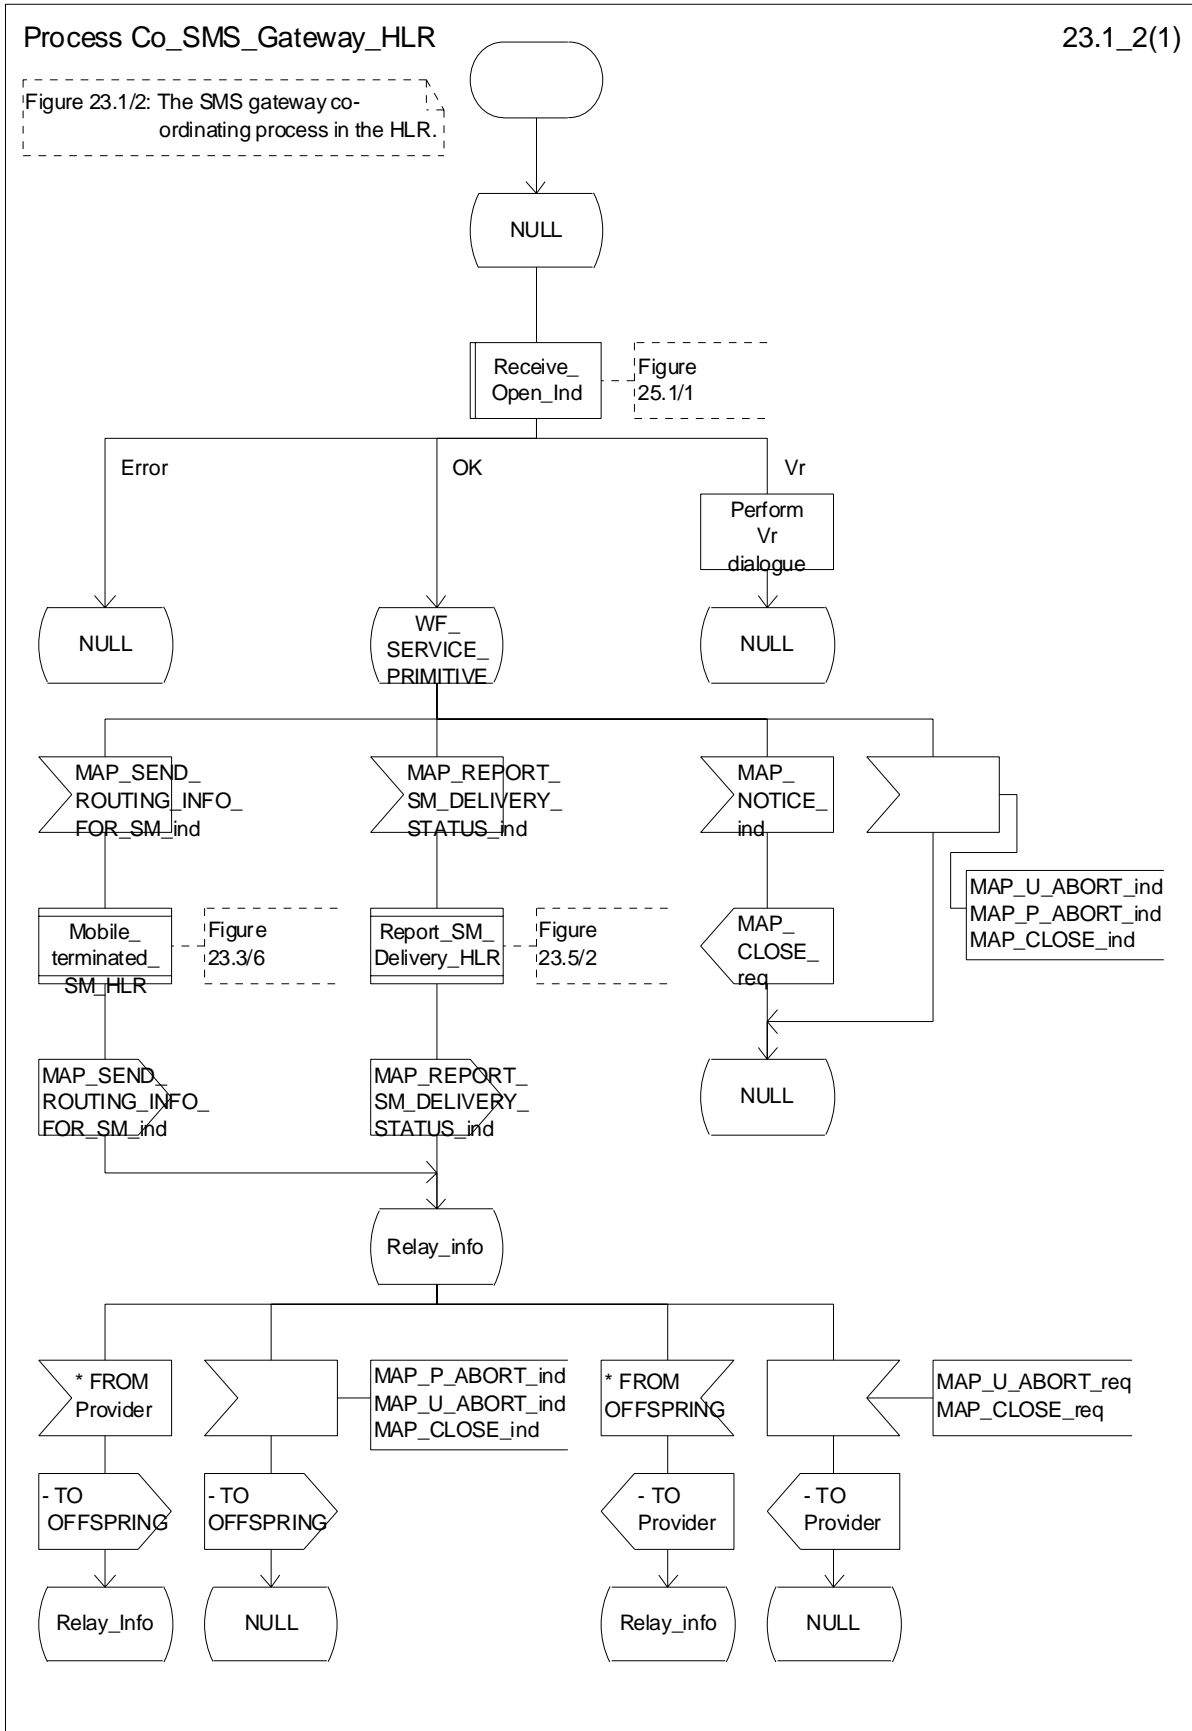 Process Co_SMS_Gateway_HLR
23.1_2(1)
Figure 23.1/2: The SMS gateway co-
ordinating process in the HLR.
NULL
Receive_
Open_Ind
Figure
25.1/1
Error
OK
Vr
Perform
Vr
dialogue
NULL
WF_
SERVICE_
PRIMITIVE
NULL
MAP_SEND_
ROUTING_INFO_
FOR_SM_ind
MAP_REPORT_
SM_DELIVERY_
STATUS_ind
MAP_
NOTICE_
ind
MAP_U_ABORT_ind
MAP_P_ABORT_ind
MAP_CLOSE_ind
Mobile_
terminated_
SM_HLR
Figure
23.3/6
Report_SM_
Delivery_HLR
Figure
23.5/2
MAP_
CLOSE_
req
MAP_SEND_
ROUTING_INFO_
FOR_SM_ind
MAP_REPORT_
SM_DELIVERY_
STATUS_ind
NULL
Relay_info
* FROM
Provider
MAP_P_ABORT_ind
MAP_U_ABORT_ind
MAP_CLOSE_ind
* FROM
OFFSPRING
MAP_U_ABORT_req
MAP_CLOSE_req
- TO
OFFSPRING
- TO
OFFSPRING
- TO
Provider
- TO
Provider
Relay_Info
NULL
Relay_info
NULL